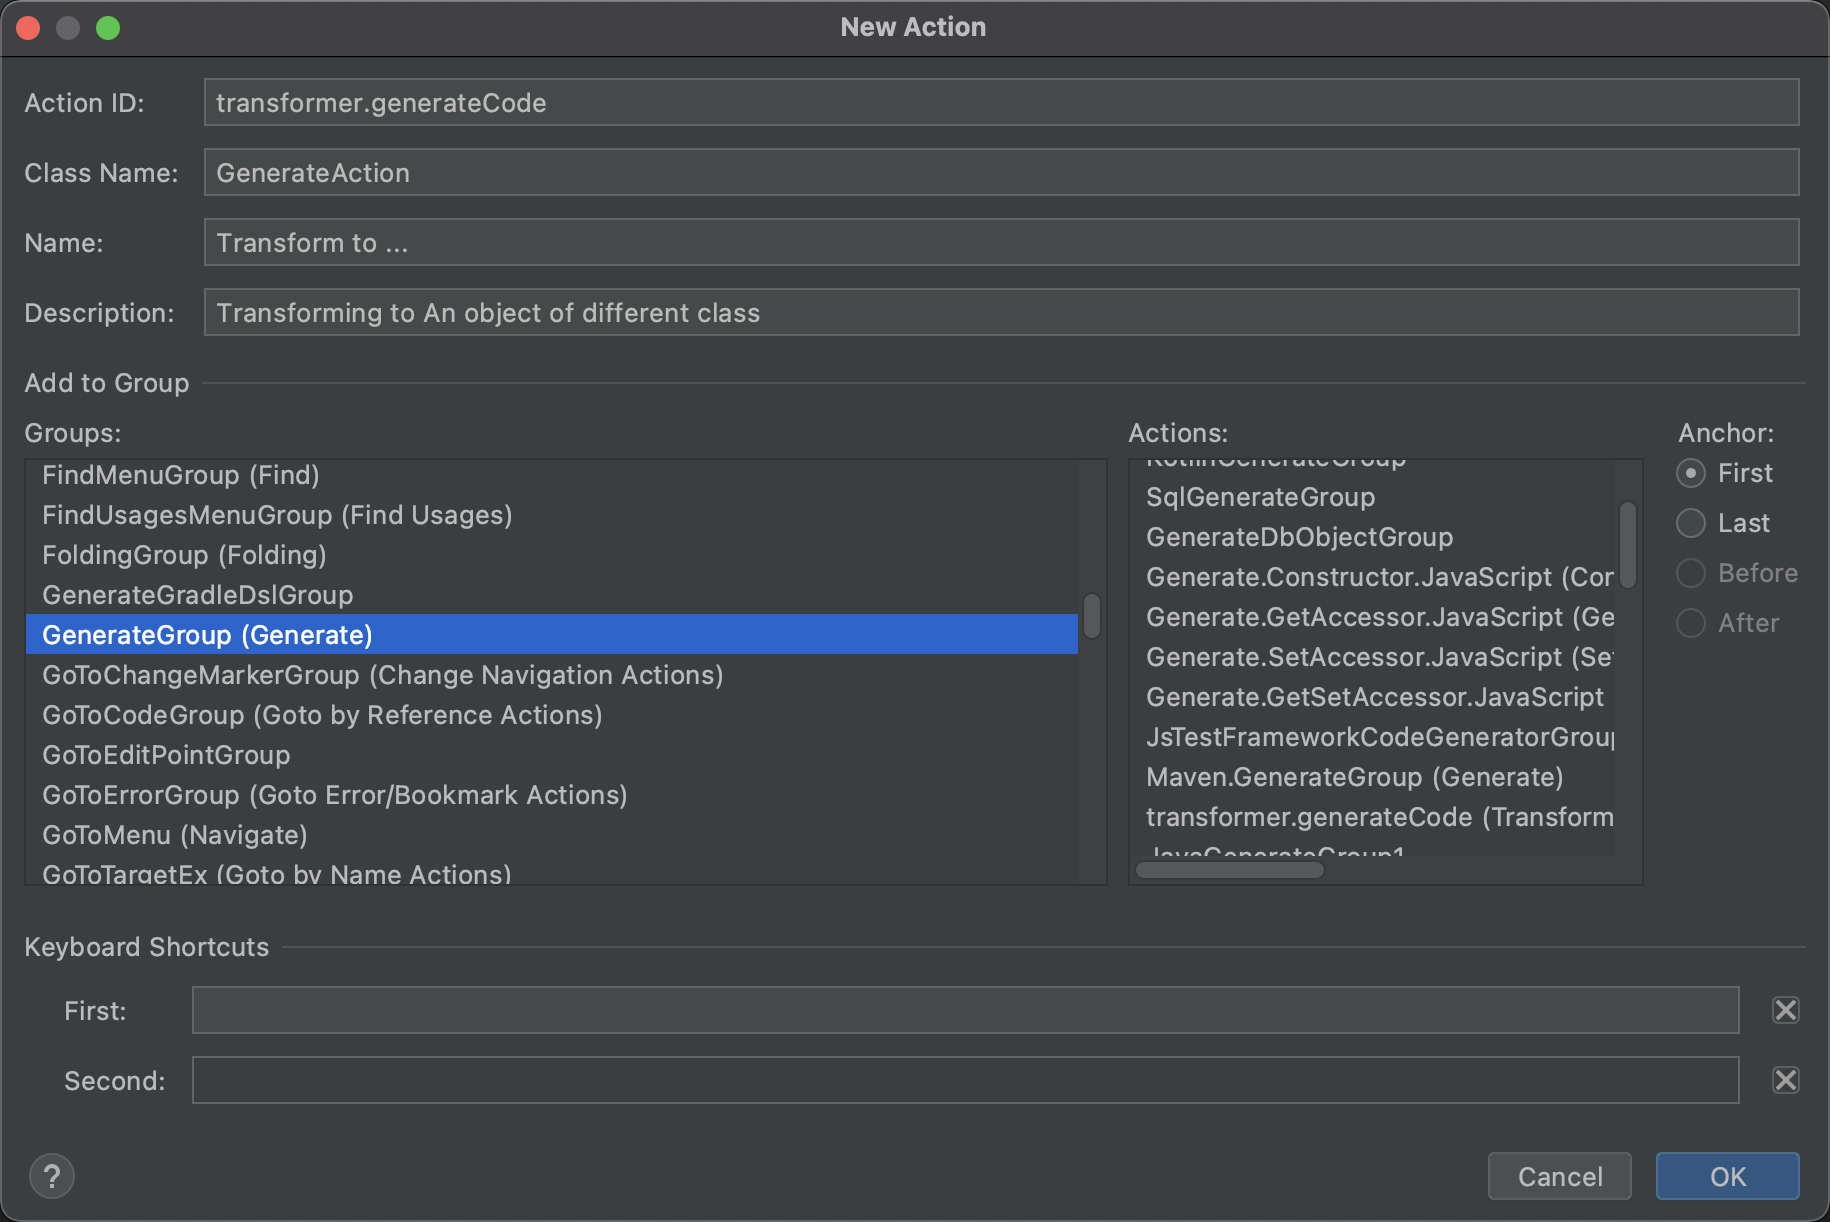 New Action
Action ID: transformer.generateCode
Class Name: GenerateAction
Name: Transform to ...
Description: Transforming to An object of different class
Add to Group
Groups:
FindMenuGroup (Find)
FindUsagesMenuGroup (Find Usages)
FoldingGroup (Folding)
GenerateGradleDslGroup
GenerateGroup (Generate)
GoToChangeMarkerGroup (Change Navigation Actions)
GoToCodeGroup (Goto by Reference Actions)
GoToEditPointGroup
GoToErrorGroup (Goto Error/Bookmark Actions)
GoToMenu (Navigate)
GoToTargetEx (Goto by Name Actions)
Actions:
KotlinGenerateGroup
SqlGenerateGroup
GenerateDbObjectGroup
Generate.Constructor.JavaScript (Cor
Generate.GetAccessor.JavaScript (Ge
Generate.SetAccessor.JavaScript (Set
Generate.GetSetAccessor.JavaScript
JsTestFrameworkCodeGeneratorGroup
Maven.GenerateGroup (Generate)
transformer.generateCode (Transform
JavaGenerateGroup1
Anchor:
First
Last
Before
After
Keyboard Shortcuts
First:
Second:
?
Cancel
OK